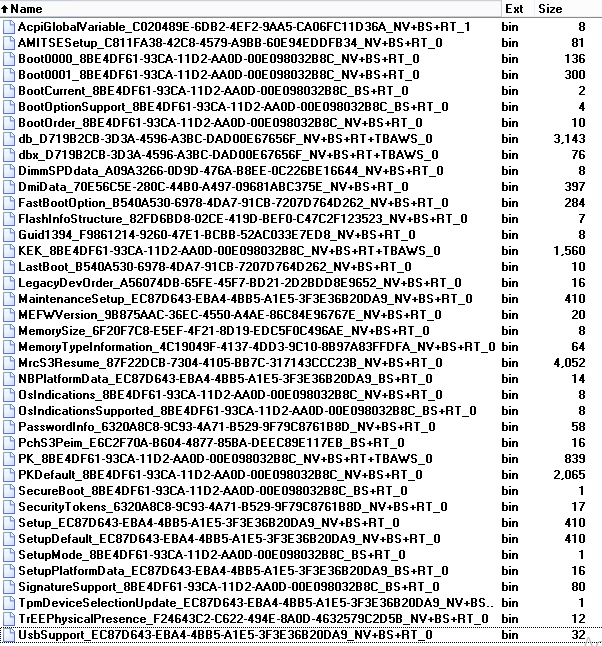 Name Ext Size
AcpiGlobalVariable_C020489E-6DB2-4EF2-9AA5-CA06FC11D36A_NV+BS+RT_1 bin 8
AMITSESetup_C811FA38-42C8-4579-A9BB-60E94EDDFB34_NV+BS+RT_0 bin 81
Boot0000_8BE4DF61-93CA-11D2-AA0D-00E098032B8C_NV+BS+RT_0 bin 136
Boot0001_8BE4DF61-93CA-11D2-AA0D-00E098032B8C_NV+BS+RT_0 bin 300
BootCurrent_8BE4DF61-93CA-11D2-AA0D-00E098032B8C_BS+RT_0 bin 2
BootOptionSupport_8BE4DF61-93CA-11D2-AA0D-00E098032B8C_BS+RT_0 bin 4
BootOrder_8BE4DF61-93CA-11D2-AA0D-00E098032B8C_NV+BS+RT_0 bin 10
db_D719B2CB-3D3A-4596-A3BC-DAD00E67656F_NV+BS+RT+TBAWS_0 bin 3,143
dbx_D719B2CB-3D3A-4596-A3BC-DAD00E67656F_NV+BS+RT+TBAWS_0 bin 76
DimmSPDdata_A09A3266-0D9D-476A-B8EE-0C226BE16644_NV+BS+RT_0 bin 8
DmiData_70E56C5E-280C-44B0-A497-09681ABC375E_NV+BS+RT_0 bin 397
FastBootOption_B540A530-6978-4DA7-91CB-7207D764D262_NV+BS+RT_0 bin 284
FlashInfoStructure_82FD6BD8-02CE-419D-BEF0-C47C2F123523_NV+BS+RT_0 bin 7
Guid1394_F9861214-9260-47E1-BCBB-52AC033E7ED8_NV+BS+RT_0 bin 8
KEK_8BE4DF61-93CA-11D2-AA0D-00E098032B8C_NV+BS+RT+TBAWS_0 bin 1,560
LastBoot_B540A530-6978-4DA7-91CB-7207D764D262_NV+BS+RT_0 bin 10
LegacyDevOrder_A56074DB-65FE-45F7-BD21-2D2BDD8E9652_NV+BS+RT_0 bin 16
MaintenanceSetup_EC87D643-EBA4-4BB5-A1E5-3F3E36B20DA9_NV+BS+RT_0 bin 410
MEFWVersion_9B875AAC-36EC-4550-A4AE-86C84E96767E_NV+BS+RT_0 bin 20
MemorySize_6F20F7C8-E5EF-4F21-8D19-EDC5F0C496AE_NV+BS+RT_0 bin 8
MemoryTypeInformation_4C19049F-4137-4DD3-9C10-8B97A83FFDFA_NV+BS+RT_0 bin 64
MrcS3Resume_87F22DCB-7304-4105-BB7C-317143CCC23B_NV+BS+RT_0 bin 4,052
NBPlatformData_EC87D643-EBA4-4BB5-A1E5-3F3E36B20DA9_BS+RT_0 bin 14
OsIndications_8BE4DF61-93CA-11D2-AA0D-00E098032B8C_NV+BS+RT_0 bin 8
OsIndicationsSupported_8BE4DF61-93CA-11D2-AA0D-00E098032B8C_BS+RT_0 bin 8
PasswordInfo_6320A8C8-9C93-4A71-B529-9F79C8761B8D_NV+BS+RT_0 bin 58
PchS3Peim_E6C2F70A-B604-4877-85BA-DEEC89E117EB_BS+RT_0 bin 16
PK_8BE4DF61-93CA-11D2-AA0D-00E098032B8C_NV+BS+RT+TBAWS_0 bin 839
PKDefault_8BE4DF61-93CA-11D2-AA0D-00E098032B8C_NV+BS+RT_0 bin 2,065
SecureBoot_8BE4DF61-93CA-11D2-AA0D-00E098032B8C_BS+RT_0 bin 1
SecurityTokens_6320A8C8-9C93-4A71-B529-9F79C8761B8D_NV+BS+RT_0 bin 17
Setup_EC87D643-EBA4-4BB5-A1E5-3F3E36B20DA9_NV+BS+RT_0 bin 410
SetupDefault_EC87D643-EBA4-4BB5-A1E5-3F3E36B20DA9_NV+BS+RT_0 bin 410
SetupMode_8BE4DF61-93CA-11D2-AA0D-00E098032B8C_BS+RT_0 bin 1
SetupPlatformData_EC87D643-EBA4-4BB5-A1E5-3F3E36B20DA9_BS+RT_0 bin 16
SignatureSupport_8BE4DF61-93CA-11D2-AA0D-00E098032B8C_BS+RT_0 bin 80
TpmDeviceSelectionUpdate_EC87D643-EBA4-4BB5-A1E5-3F3E36B20DA9_NV+BS.. bin 1
TrEEPhysicalPresence_F24643C2-C622-494E-8A0D-4632579C2D5B_NV+BS+RT_0 bin 12
UsbSupport_EC87D643-EBA4-4BB5-A1E5-3F3E36B20DA9_NV+BS+RT_0 bin 32